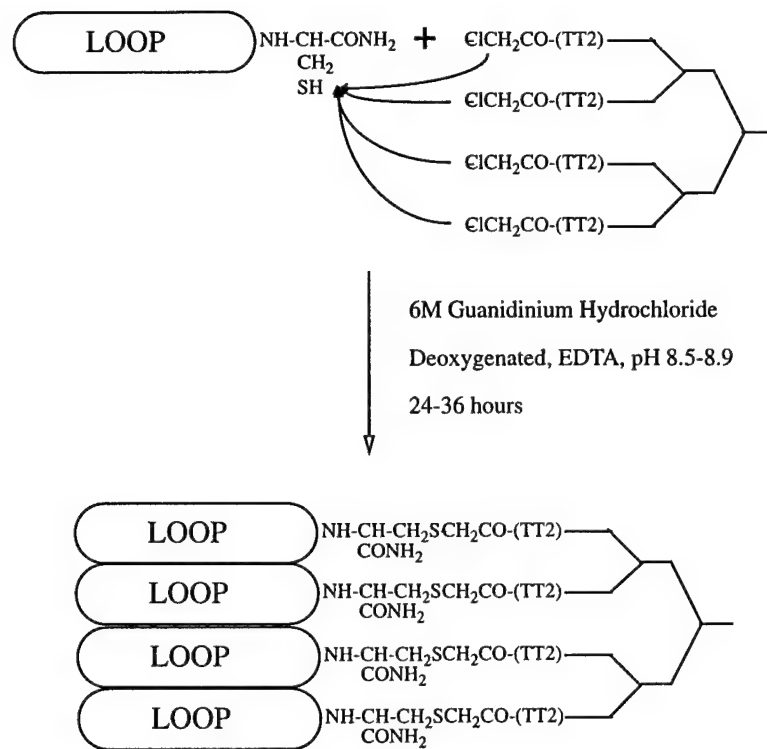 LOOP NH-CH-CONH₂ + ClCH₂CO-(TT2)
CH₂
SH ClCH₂CO-(TT2)
ClCH₂CO-(TT2)
ClCH₂CO-(TT2)
6M Guanidinium Hydrochloride
Deoxygenated, EDTA, pH 8.5-8.9
24-36 hours
LOOP NH-CH-CH₂SCH₂CO-(TT2)
CONH₂
LOOP NH-CH-CH₂SCH₂CO-(TT2)
CONH₂
LOOP NH-CH-CH₂SCH₂CO-(TT2)
CONH₂
LOOP NH-CH-CH₂SCH₂CO-(TT2)
CONH₂